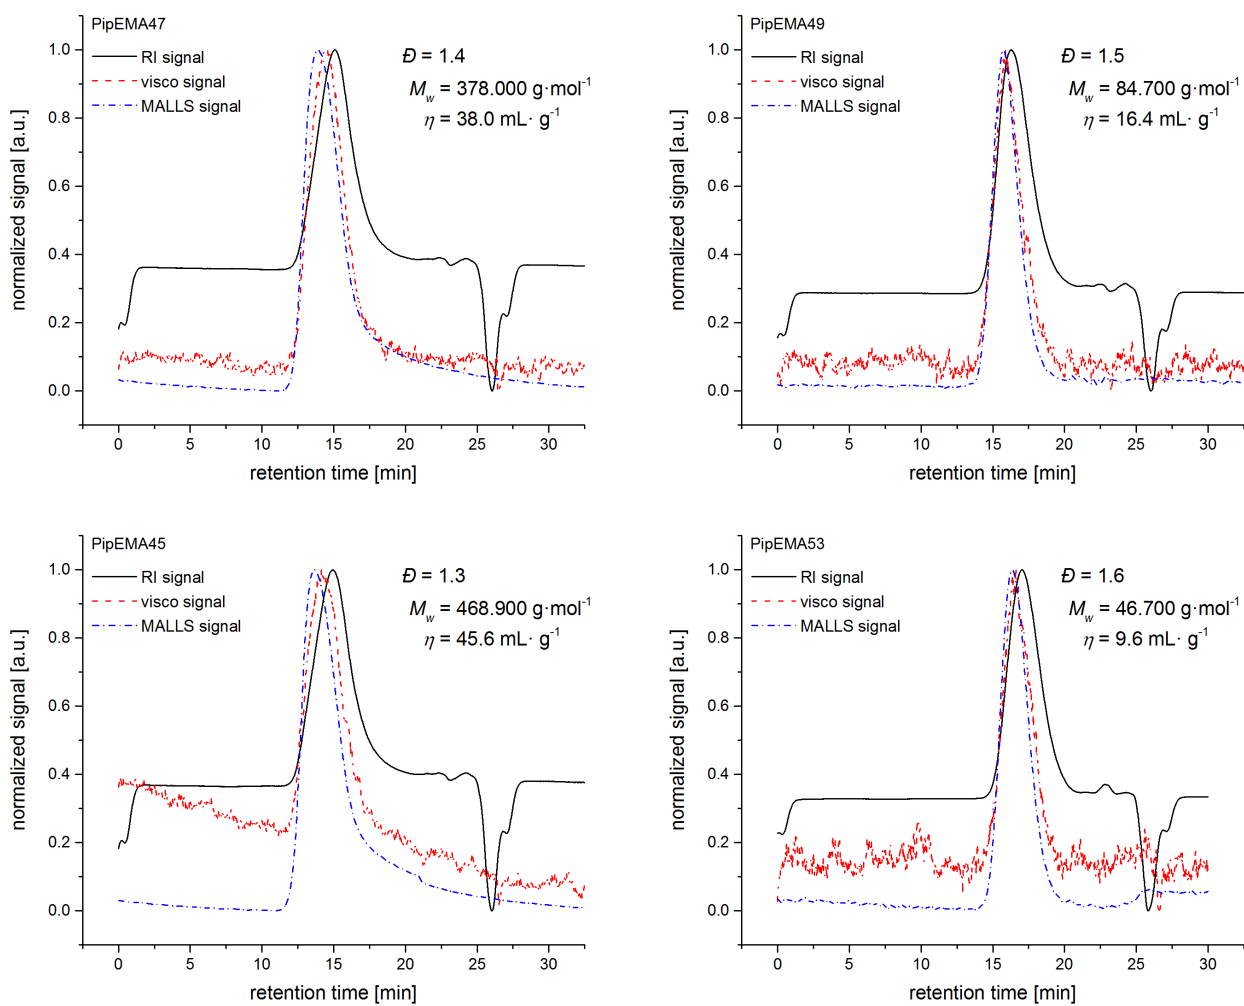 PipEMA47
RI signal
visco signal
MALLS signal
Đ = 1.4
Mw = 378.000 g·mol-1
η = 38.0 mL· g-1
1.0
0.8
0.6
0.4
0.2
0.0
normalized signal [a.u.]
0 5 10 15 20 25 30
retention time [min]
PipEMA49
RI signal
visco signal
MALLS signal
Đ = 1.5
Mw = 84.700 g·mol-1
η = 16.4 mL· g-1
1.0
0.8
0.6
0.4
0.2
0.0
normalized signal [a.u.]
0 5 10 15 20 25 30
retention time [min]
PipEMA45
RI signal
visco signal
MALLS signal
Đ = 1.3
Mw = 468.900 g·mol-1
η = 45.6 mL· g-1
1.0
0.8
0.6
0.4
0.2
0.0
normalized signal [a.u.]
0 5 10 15 20 25 30
retention time [min]
PipEMA53
RI signal
visco signal
MALLS signal
Đ = 1.6
Mw = 46.700 g·mol-1
η = 9.6 mL· g-1
1.0
0.8
0.6
0.4
0.2
0.0
normalized signal [a.u.]
0 5 10 15 20 25 30
retention time [min]